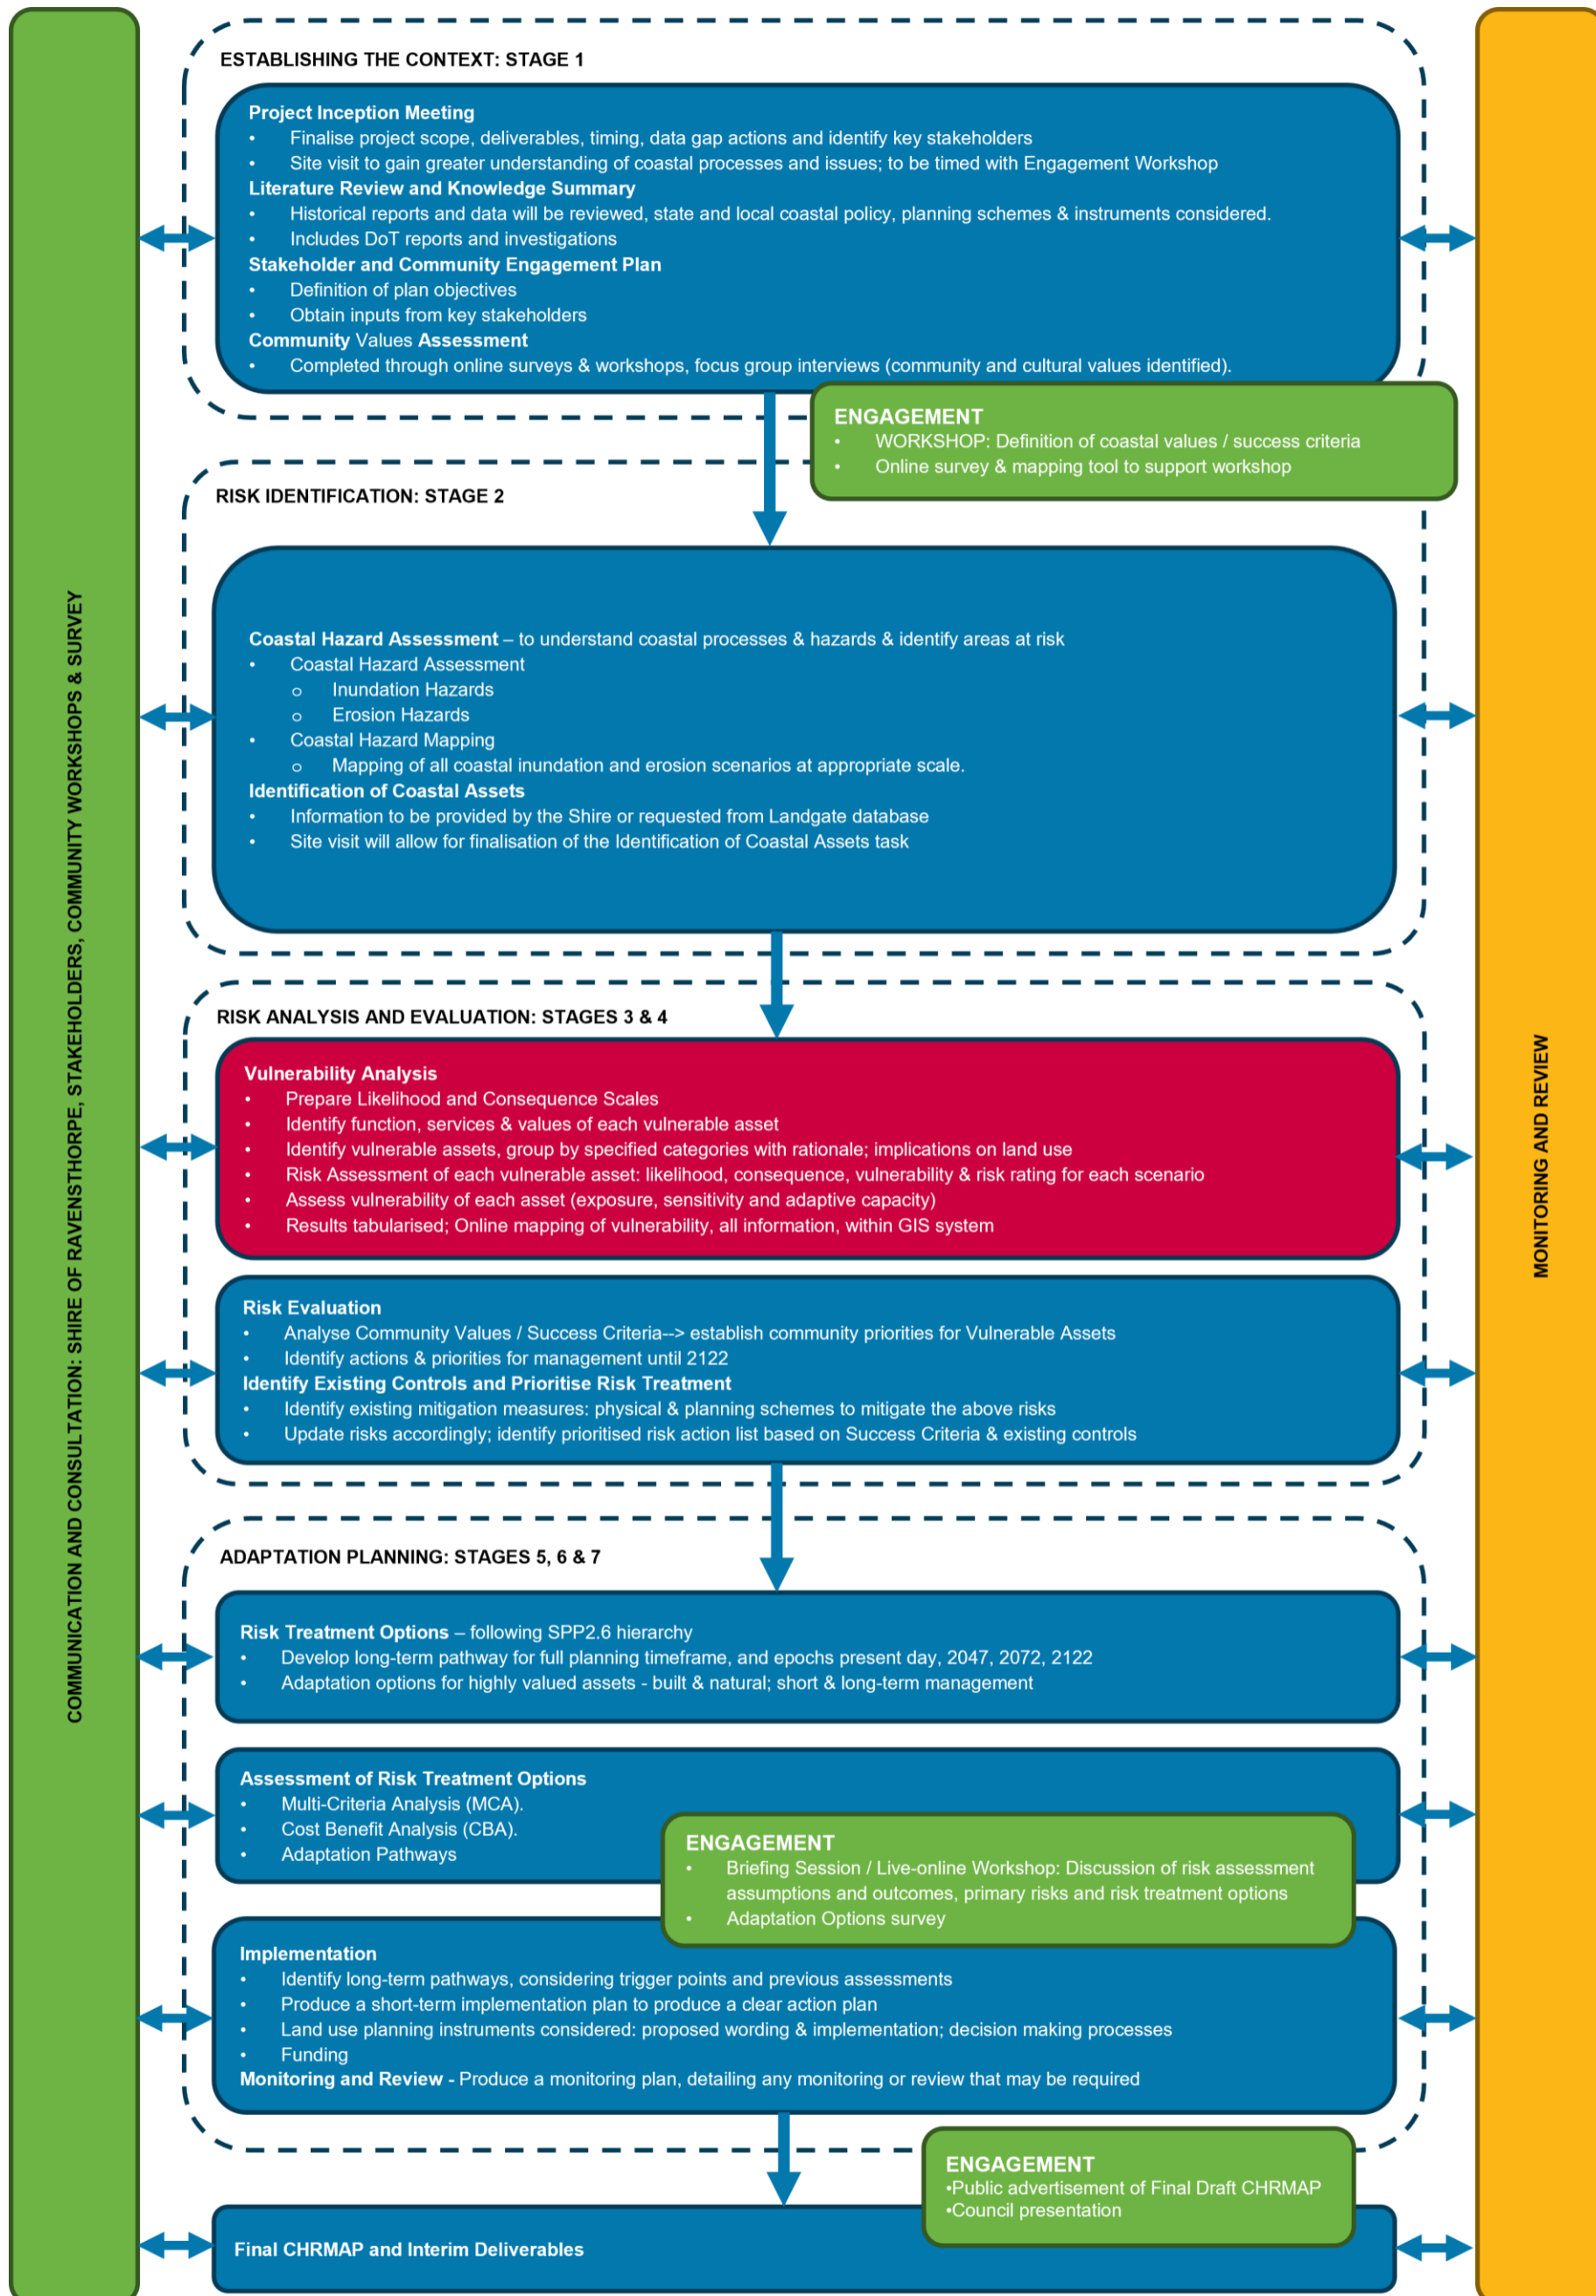 COMMUNICATION AND CONSULTATION: SHIRE OF RAVENSTHORPE, STAKEHOLDERS, COMMUNITY WORKSHOPS & SURVEY
ESTABLISHING THE CONTEXT: STAGE 1
Project Inception Meeting
• Finalise project scope, deliverables, timing, data gap actions and identify key stakeholders
• Site visit to gain greater understanding of coastal processes and issues; to be timed with Engagement Workshop
Literature Review and Knowledge Summary
• Historical reports and data will be reviewed, state and local coastal policy, planning schemes & instruments considered.
• Includes DoT reports and investigations
Stakeholder and Community Engagement Plan
• Definition of plan objectives
• Obtain inputs from key stakeholders
Community Values Assessment
• Completed through online surveys & workshops, focus group interviews (community and cultural values identified).
ENGAGEMENT
• WORKSHOP: Definition of coastal values / success criteria
• Online survey & mapping tool to support workshop
RISK IDENTIFICATION: STAGE 2
Coastal Hazard Assessment – to understand coastal processes & hazards & identify areas at risk
• Coastal Hazard Assessment
o Inundation Hazards
o Erosion Hazards
• Coastal Hazard Mapping
o Mapping of all coastal inundation and erosion scenarios at appropriate scale.
Identification of Coastal Assets
• Information to be provided by the Shire or requested from Landgate database
• Site visit will allow for finalisation of the Identification of Coastal Assets task
RISK ANALYSIS AND EVALUATION: STAGES 3 & 4
Vulnerability Analysis
• Prepare Likelihood and Consequence Scales
• Identify function, services & values of each vulnerable asset
• Identify vulnerable assets, group by specified categories with rationale; implications on land use
• Risk Assessment of each vulnerable asset: likelihood, consequence, vulnerability & risk rating for each scenario
• Assess vulnerability of each asset (exposure, sensitivity and adaptive capacity)
• Results tabularised; Online mapping of vulnerability, all information, within GIS system
Risk Evaluation
• Analyse Community Values / Success Criteria--> establish community priorities for Vulnerable Assets
• Identify actions & priorities for management until 2122
Identify Existing Controls and Prioritise Risk Treatment
• Identify existing mitigation measures: physical & planning schemes to mitigate the above risks
• Update risks accordingly; identify prioritised risk action list based on Success Criteria & existing controls
ADAPTATION PLANNING: STAGES 5, 6 & 7
Risk Treatment Options – following SPP2.6 hierarchy
• Develop long-term pathway for full planning timeframe, and epochs present day, 2047, 2072, 2122
• Adaptation options for highly valued assets - built & natural; short & long-term management
Assessment of Risk Treatment Options
• Multi-Criteria Analysis (MCA).
• Cost Benefit Analysis (CBA).
• Adaptation Pathways
ENGAGEMENT
• Briefing Session / Live-online Workshop: Discussion of risk assessment
assumptions and outcomes, primary risks and risk treatment options
• Adaptation Options survey
Implementation
• Identify long-term pathways, considering trigger points and previous assessments
• Produce a short-term implementation plan to produce a clear action plan
• Land use planning instruments considered: proposed wording & implementation; decision making processes
• Funding
Monitoring and Review - Produce a monitoring plan, detailing any monitoring or review that may be required
ENGAGEMENT
•Public advertisement of Final Draft CHRMAP
•Council presentation
Final CHRMAP and Interim Deliverables
MONITORING AND REVIEW